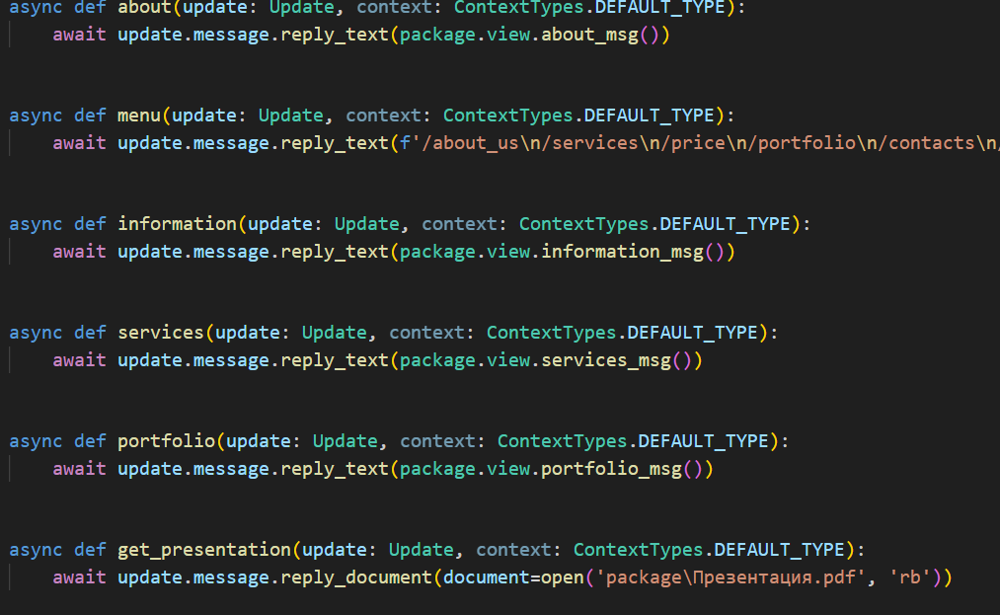 async def about(update: Update, context: ContextTypes.DEFAULT_TYPE):
    await update.message.reply_text(package.view.about_msg())
async def menu(update: Update, context: ContextTypes.DEFAULT_TYPE):
    await update.message.reply_text(f'/about_us\n/services\n/price\n/portfolio\n/contacts\n/
async def information(update: Update, context: ContextTypes.DEFAULT_TYPE):
    await update.message.reply_text(package.view.information_msg())
async def services(update: Update, context: ContextTypes.DEFAULT_TYPE):
    await update.message.reply_text(package.view.services_msg())
async def portfolio(update: Update, context: ContextTypes.DEFAULT_TYPE):
    await update.message.reply_text(package.view.portfolio_msg())
async def get_presentation(update: Update, context: ContextTypes.DEFAULT_TYPE):
    await update.message.reply_document(document=open('package\Презентация.pdf', 'rb'))